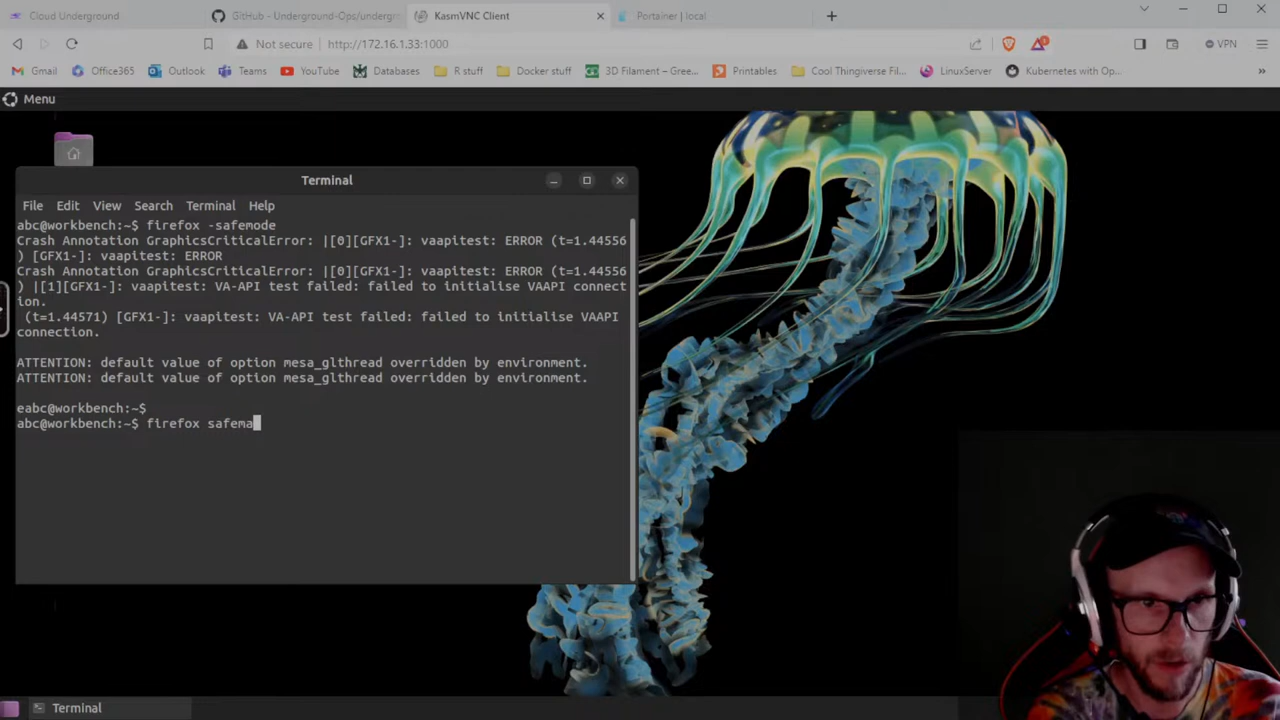 Cloud Underground
GitHub - Underground-Ops/undergr
KasmVNC Client
Portainer | local
Not secure
http://172.16.1.33:1000
VPN
Gmail
Office365
Outlook
Teams
YouTube
Databases
R stuff
Docker stuff
3D Filament – Gree...
Printables
Cool Thingiverse Fil...
LinuxServer
Kubernetes with Op...
Menu
Terminal
File Edit View Search Terminal Help
abc@workbench:~$ firefox -safemode
Crash Annotation GraphicsCriticalError: |[0][GFX1-]: vaapitest: ERROR (t=1.44556
) [GFX1-]: vaapitest: ERROR
Crash Annotation GraphicsCriticalError: |[0][GFX1-]: vaapitest: ERROR (t=1.44556
) |[1][GFX1-]: vaapitest: VA-API test failed: failed to initialise VAAPI connect
ion.
(t=1.44571) [GFX1-]: vaapitest: VA-API test failed: failed to initialise VAAPI
connection.
ATTENTION: default value of option mesa_glthread overridden by environment.
ATTENTION: default value of option mesa_glthread overridden by environment.
eabc@workbench:~$
abc@workbench:~$ firefox safema
Terminal